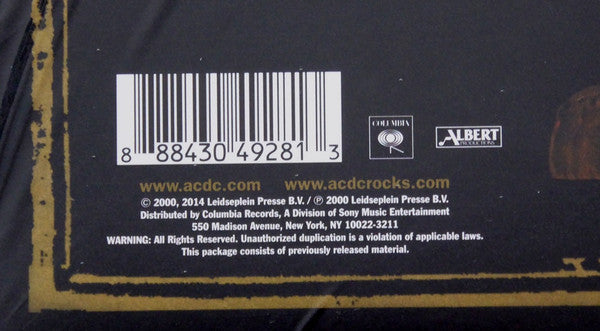 8 88430 49281 3
COLUMBIA
ALBERT
PRODUCTIONS
www.acdc.com www.acdcrocks.com
© 2000, 2014 Leidseplein Presse B.V. / ℗ 2000 Leidseplein Presse B.V.
Distributed by Columbia Records, A Division of Sony Music Entertainment
550 Madison Avenue, New York, NY 10022-3211
WARNING: All Rights Reserved. Unauthorized duplication is a violation of applicable laws.
This package consists of previously released material.